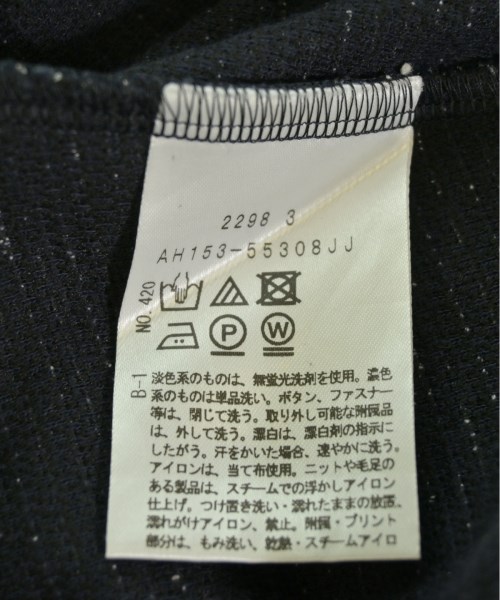 2298 3
AH153-55308JJ
NO.420
P
W
B-1
淡色系のものは、無蛍光洗剤を使用。濃色
系のものは単品洗い。ボタン、ファスナー
等は、閉じて洗う。取り外し可能な附属品
は、外して洗う。漂白は、漂白剤の指示に
したがう。汗をかいた場合、速やかに洗う。
アイロンは、当て布使用。ニットや毛足の
ある製品は、スチームでの浮かしアイロン
仕上げ。つけ置き洗い・濡れたままの放置、
濡れがけアイロン、禁止。附属・プリント
部分は、もみ洗い、乾熱・スチームアイロ